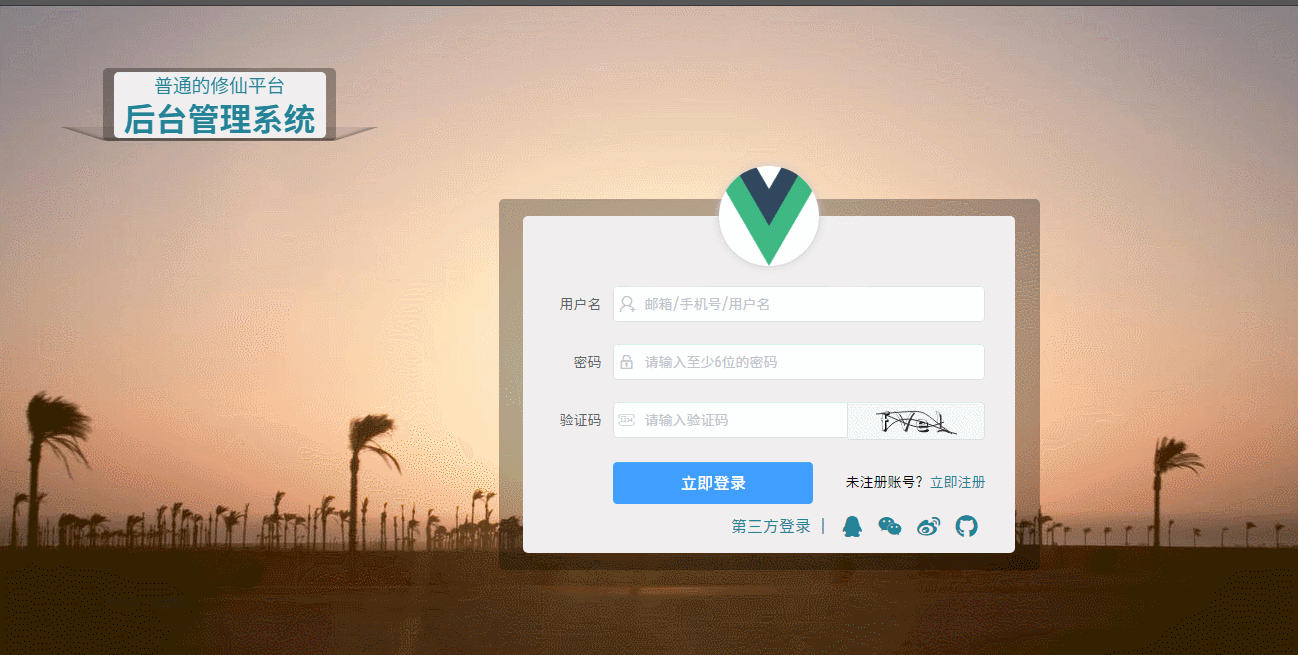 普通的修仙平台
后台管理系统
用户名
邮箱/手机号/用户名
密码
请输入至少6位的密码
验证码
请输入验证码
立即登录
未注册账号？立即注册
第三方登录 |